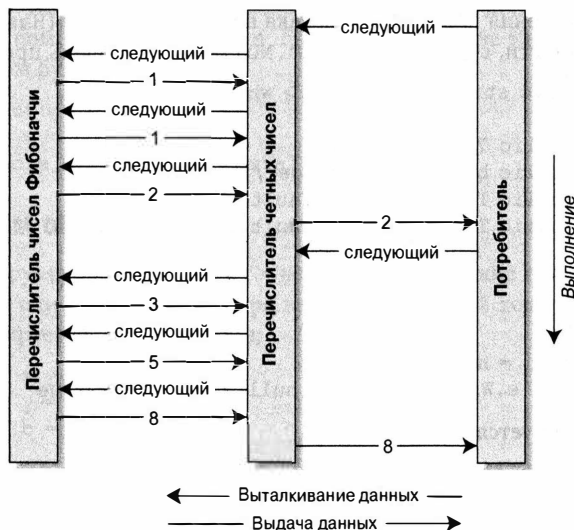 следующий
следующий
1
следующий
1
следующий
2
2
следующий
следующий
3
следующий
5
следующий
8
8
Перечислитель чисел Фибоначчи
Перечислитель четных чисел
Потребитель
Выполнение
Выталкивание данных
Выдача данных